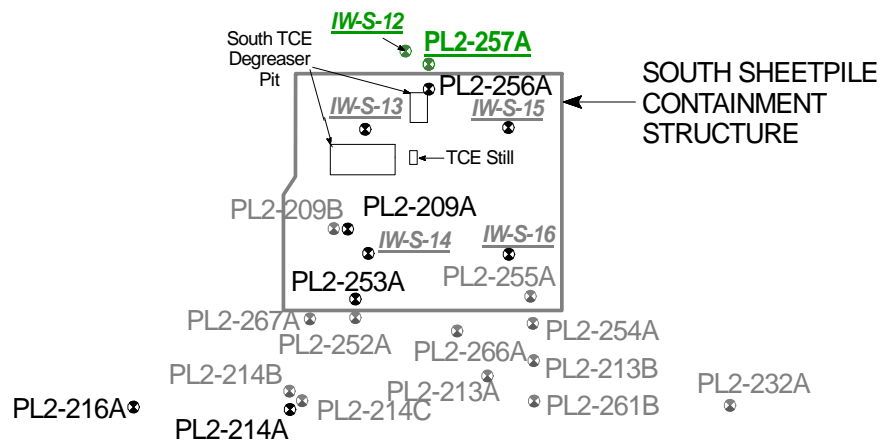 IW-S-12
South TCE
Degreaser
Pit
PL2-257A
PL2-256A
SOUTH SHEETPILE
CONTAINMENT
STRUCTURE
IW-S-13
IW-S-15
TCE Still
PL2-209B
PL2-209A
IW-S-14
IW-S-16
PL2-255A
PL2-253A
PL2-267A
PL2-252A
PL2-254A
PL2-266A
PL2-213B
PL2-214B
PL2-213A
PL2-232A
PL2-216A
PL2-214C
PL2-261B
PL2-214A